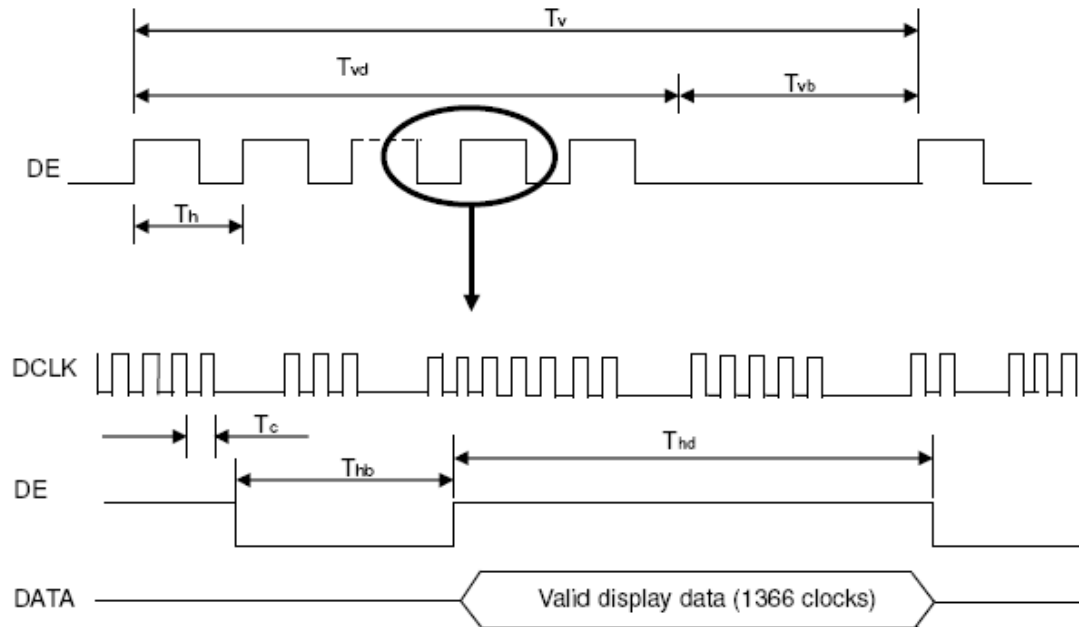 Tv
Tvd
Tvb
DE
Th
DCLK
Tc
Thd
Thb
DE
DATA
Valid display data (1366 clocks)